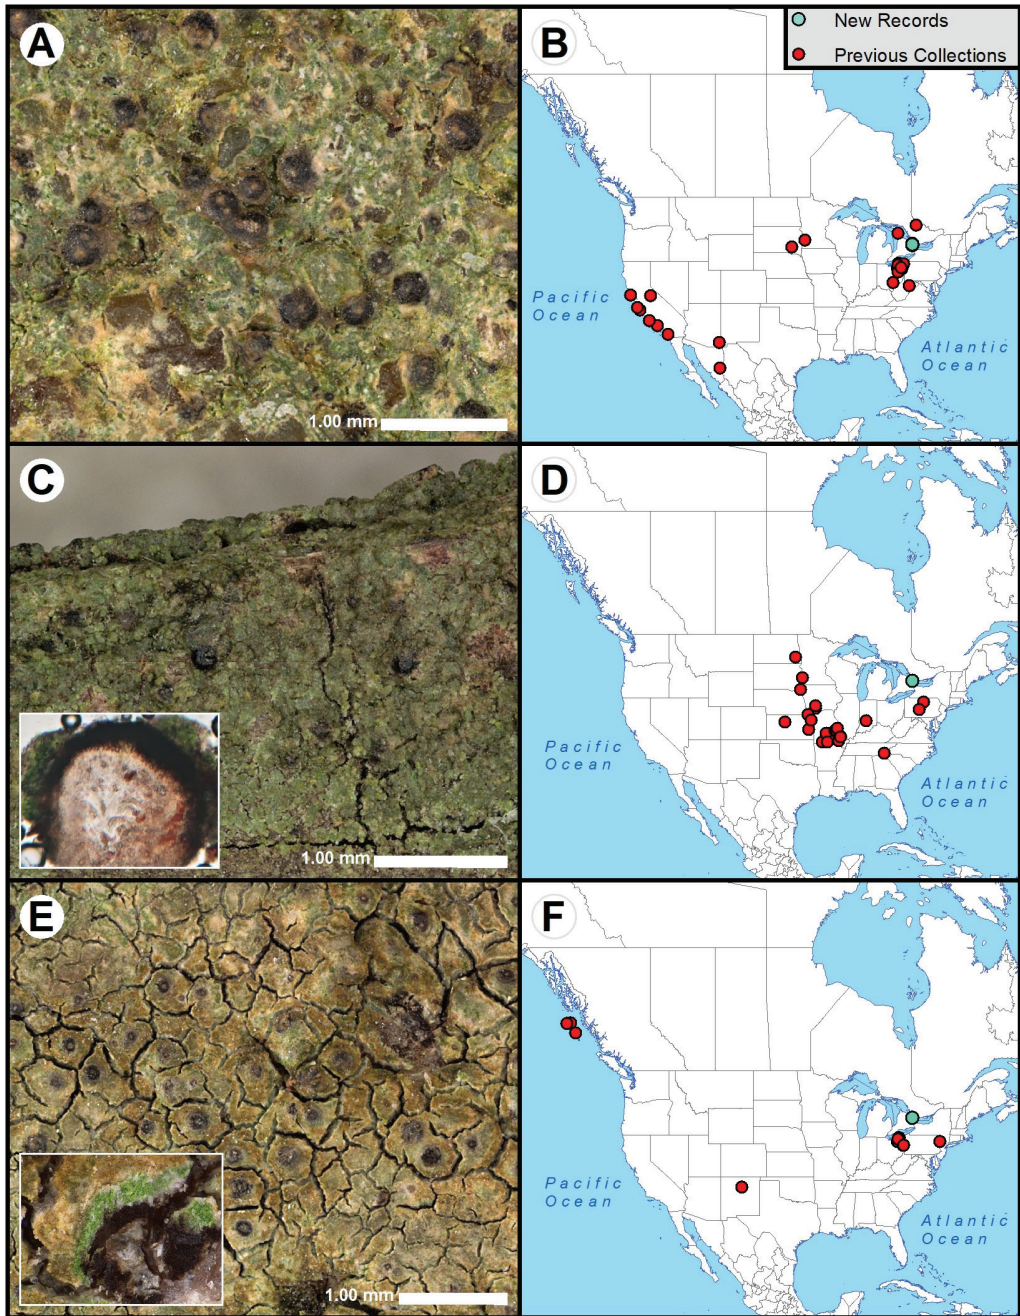 A
B
New Records
Previous Collections
Pacific
Ocean
Atlantic
Ocean
1.00 mm
C
D
Pacific
Ocean
Atlantic
Ocean
1.00 mm
E
F
Pacific
Ocean
Atlantic
Ocean
1.00 mm